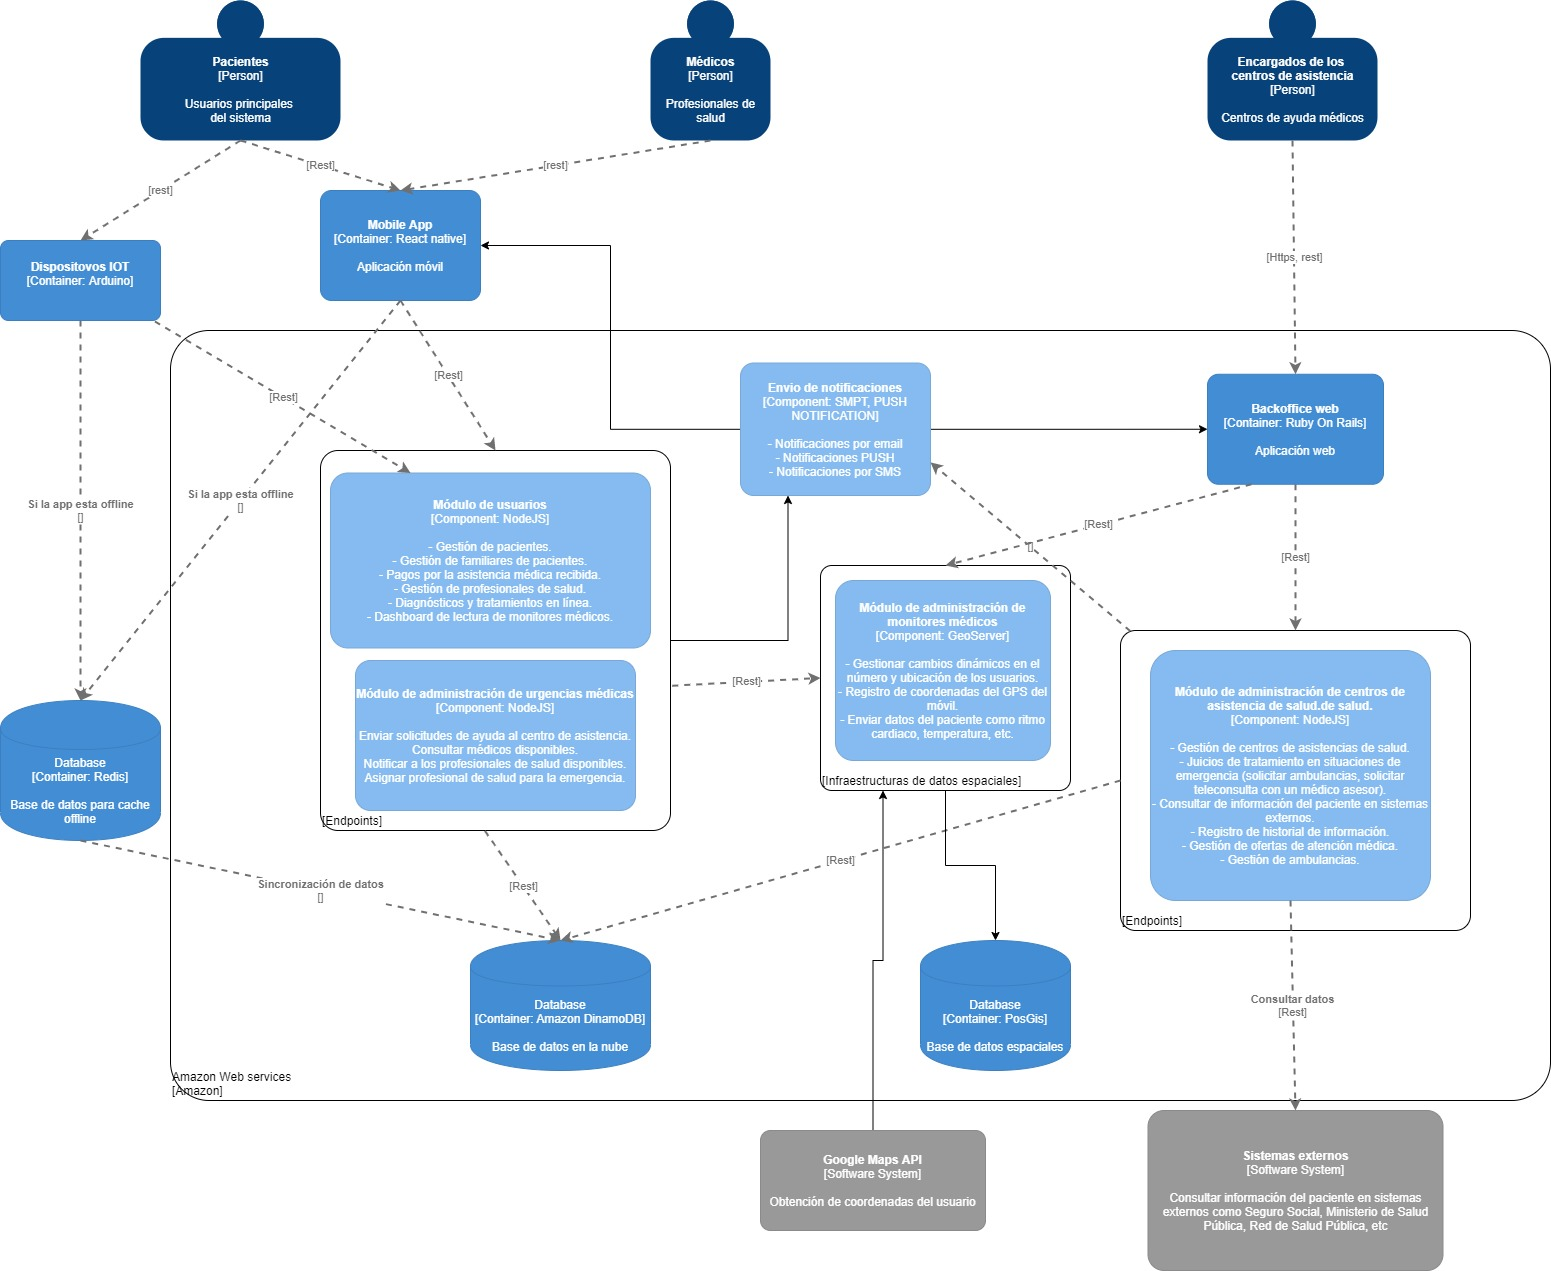 Pacientes
[Person]
Usuarios principales
del sistema
Médicos
[Person]
Profesionales de
salud
Encargados de los
centros de asistencia
[Person]
Centros de ayuda médicos
[rest]
[Rest]
[rest]
[Https, rest]
Mobile App
[Container: React native]
Aplicación móvil
Dispositovos IOT
[Container: Arduino]
[Rest]
[Rest]
Si la app esta offline
[]
Si la app esta offline
[]
Envio de notificaciones
[Component: SMPT, PUSH
NOTIFICATION]
- Notificaciones por email
- Notificaciones PUSH
- Notificaciones por SMS
Backoffice web
[Container: Ruby On Rails]
Aplicación web
[Rest]
[]
[Rest]
Módulo de usuarios
[Component: NodeJS]
- Gestión de pacientes.
- Gestión de familiares de pacientes.
- Pagos por la asistencia médica recibida.
- Gestión de profesionales de salud.
- Diagnósticos y tratamientos en línea.
- Dashboard de lectura de monitores médicos.
Módulo de administración de urgencias médicas
[Component: NodeJS]
Enviar solicitudes de ayuda al centro de asistencia.
Consultar médicos disponibles.
Notificar a los profesionales de salud disponibles.
Asignar profesional de salud para la emergencia.
[Endpoints]
[Rest]
Módulo de administración de
monitores médicos
[Component: GeoServer]
- Gestionar cambios dinámicos en el
número y ubicación de los usuarios.
- Registro de coordenadas del GPS del
móvil.
- Enviar datos del paciente como ritmo
cardiaco, temperatura, etc.
[Infraestructuras de datos espaciales]
Módulo de administración de centros de
asistencia de salud.de salud.
[Component: NodeJS]
- Gestión de centros de asistencias de salud.
- Juicios de tratamiento en situaciones de
emergencia (solicitar ambulancias, solicitar
teleconsulta con un médico asesor).
- Consultar de información del paciente en sistemas
externos.
- Registro de historial de información.
- Gestión de ofertas de atención médica.
- Gestión de ambulancias.
[Endpoints]
Database
[Container: Redis]
Base de datos para cache
offline
Sincronización de datos
[]
[Rest]
[Rest]
Database
[Container: Amazon DinamoDB]
Base de datos en la nube
Database
[Container: PosGis]
Base de datos espaciales
Consultar datos
[Rest]
Amazon Web services
[Amazon]
Google Maps API
[Software System]
Obtención de coordenadas del usuario
Sistemas externos
[Software System]
Consultar información del paciente en sistemas
externos como Seguro Social, Ministerio de Salud
Pública, Red de Salud Pública, etc